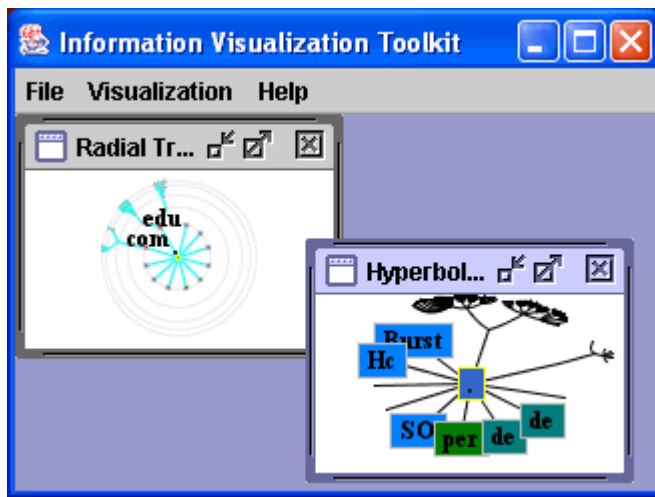 Information Visualization Toolkit
File Visualization Help
Radial Tr...
edu
com
Hyperbol...
Burst
Hc
.
SO
per
de
de